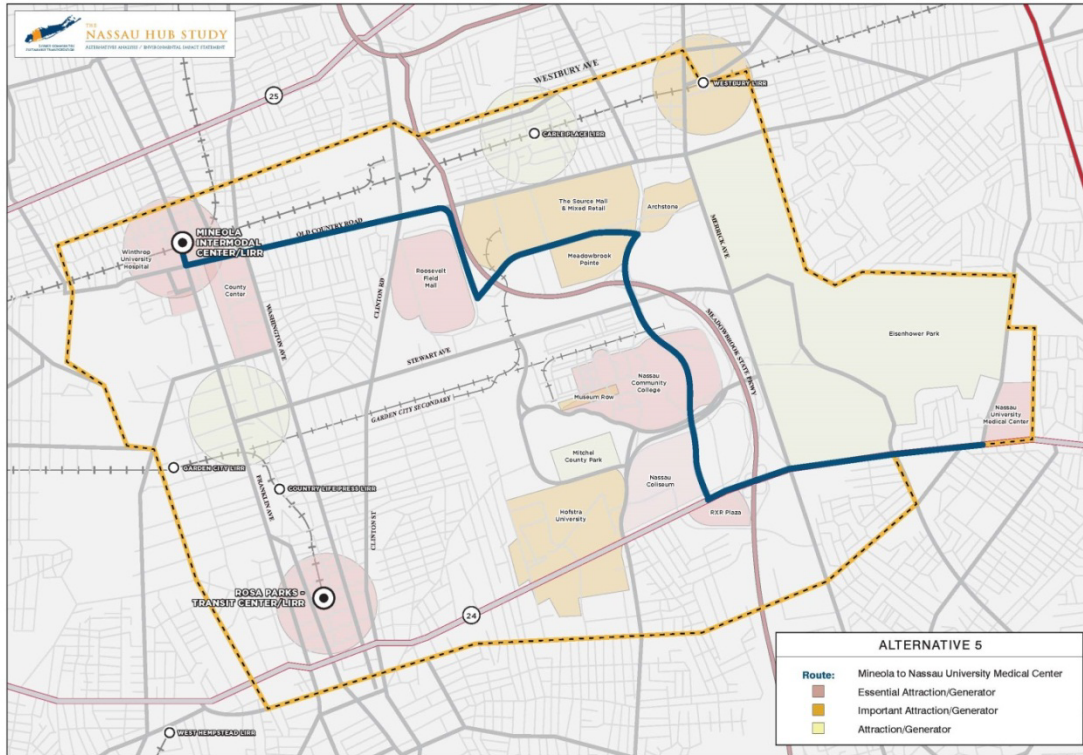 THE
NASSAU HUB STUDY
ALTERNATIVES ANALYSIS / ENVIRONMENTAL IMPACT STATEMENT
WESTBURY AVE
WESTBURY LIRR
25
CARLE PLACE LIRR
The Source Mall
& Mixed Retail
Archstone
MERRICK AVE
OLD COUNTRY ROAD
MINEOLA
INTERMODAL
CENTER/LIRR
Winthrop
University
Hospital
County
Center
WASHINGTON AVE
CLINTON RD
Roosevelt
Field
Mall
Meadowbrook
Pointe
MEADOWBROOK STATE PKWY
Eisenhower Park
STEWART AVE
GARDEN CITY SECONDARY
Nassau
Community
College
Museum Row
Nassau
University
Medical Center
GARDEN CITY LIRR
COUNTRY LIFE PRESS LIRR
FRANKLIN AVE
CLINTON ST
Mitchel
County Park
Nassau
Coliseum
Hofstra
University
RXR Plaza
ROSA PARKS -
TRANSIT CENTER/LIRR
24
WEST HEMPSTEAD LIRR
ALTERNATIVE 5
Route: Mineola to Nassau University Medical Center
Essential Attraction/Generator
Important Attraction/Generator
Attraction/Generator